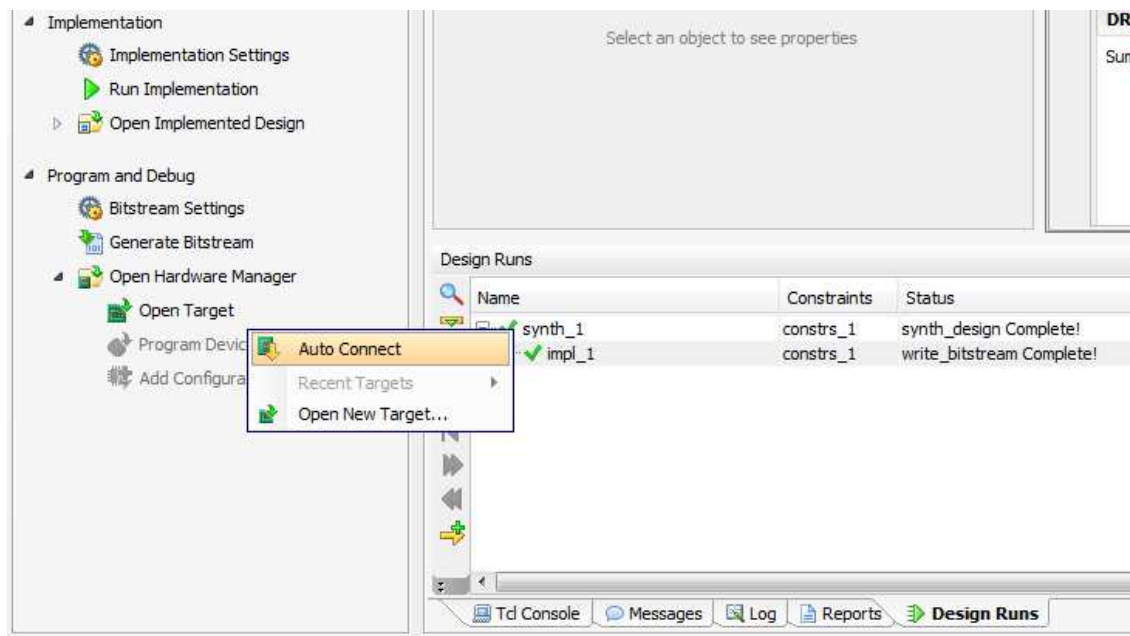 Implementation
Implementation Settings
Run Implementation
Open Implemented Design
Program and Debug
Bitstream Settings
Generate Bitstream
Open Hardware Manager
Open Target
Program Devic
Add Configura
Auto Connect
Recent Targets
Open New Target...
Select an object to see properties
DR
Sum
Design Runs
Name Constraints Status
synth_1 constrs_1 synth_design Complete!
impl_1 constrs_1 write_bitstream Complete!
Tcl Console Messages Log Reports Design Runs